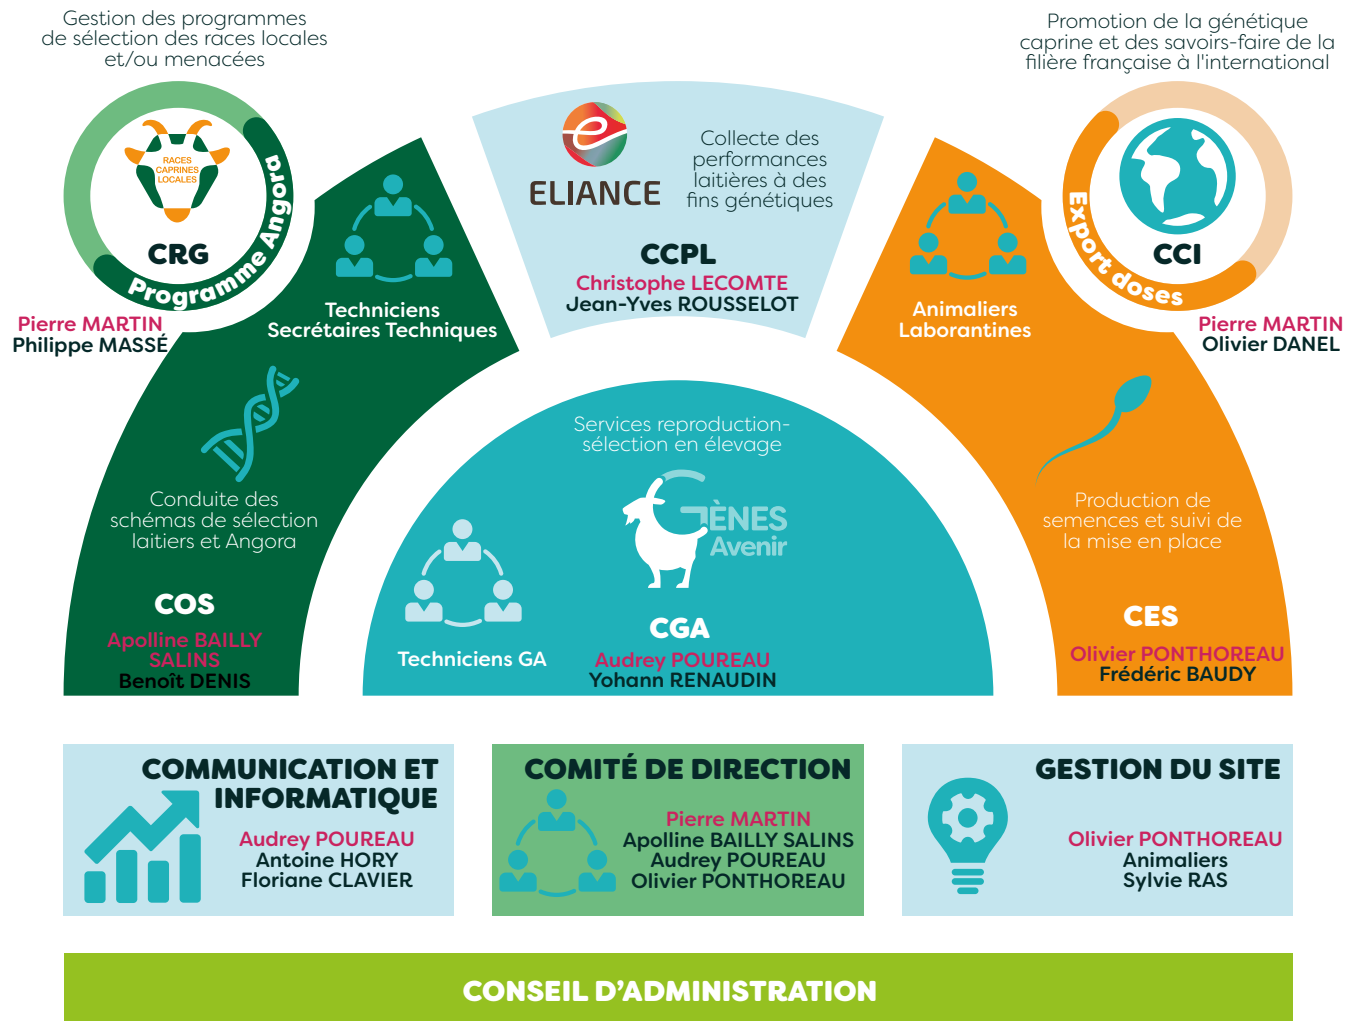 Gestion des programmes
de sélection des races locales
et/ou menacées
RACES
CAPRINES
LOCALES
CRG
Programme Angora
Pierre MARTIN
Philippe MASSÉ
Techniciens
Secrétaires Techniques
Conduite des
schémas de sélection
laitiers et Angora
COS
Apolline BAILLY
SALINS
Benoît DENIS
e
ELIANCE
Collecte des
performances
laitières à des
fins génétiques
CCPL
Christophe LECOMTE
Jean-Yves ROUSSELOT
Services reproduction-
sélection en élevage
GÈNES
Avenir
Techniciens GA
CGA
Audrey POUREAU
Yohann RENAUDIN
Promotion de la génétique
caprine et des savoirs-faire de la
filière française à l'international
CCI
Export doses
Pierre MARTIN
Olivier DANEL
Animaliers
Laborantines
Production de
semences et suivi de
la mise en place
CES
Olivier PONTHOREAU
Frédéric BAUDY
COMMUNICATION ET
INFORMATIQUE
Audrey POUREAU
Antoine HORY
Floriane CLAVIER
COMITÉ DE DIRECTION
Pierre MARTIN
Apolline BAILLY SALINS
Audrey POUREAU
Olivier PONTHOREAU
GESTION DU SITE
Olivier PONTHOREAU
Animaliers
Sylvie RAS
CONSEIL D'ADMINISTRATION